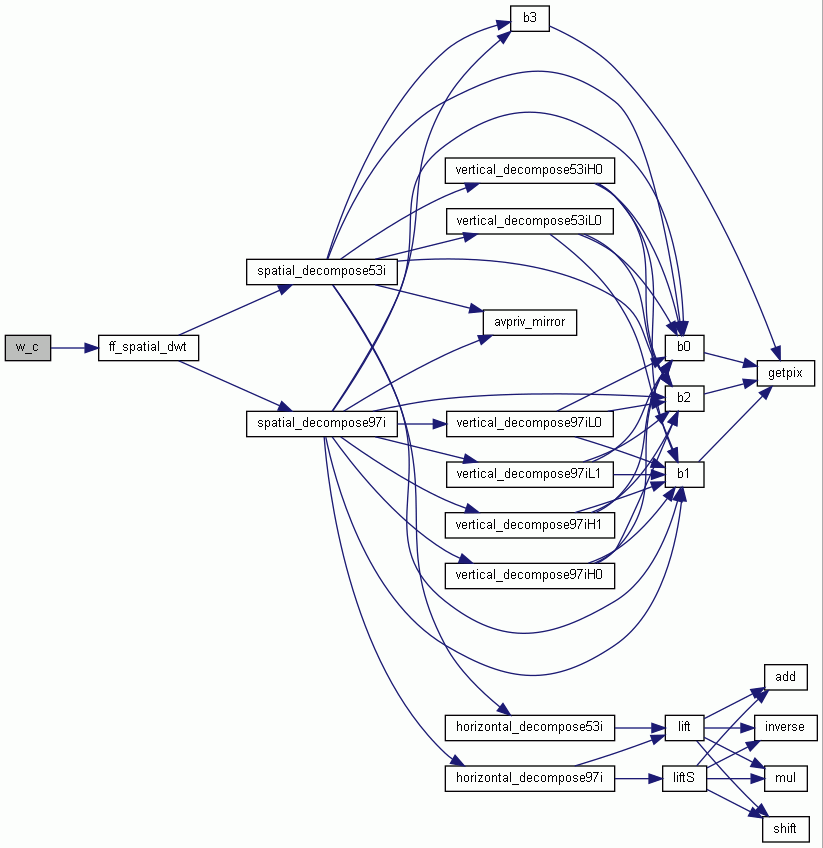 b3
vertical_decompose53iH0
vertical_decompose53iL0
spatial_decompose53i
avpriv_mirror
w_c
ff_spatial_dwt
b0
getpix
b2
spatial_decompose97i
vertical_decompose97iL0
vertical_decompose97iL1
b1
vertical_decompose97iH1
vertical_decompose97iH0
add
horizontal_decompose53i
lift
inverse
horizontal_decompose97i
liftS
mul
shift